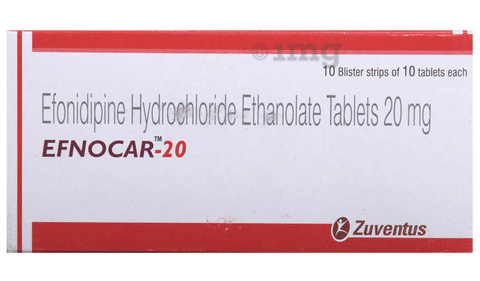 1mg
10 Blister strips of 10 tablets each
Efonidipine Hydrochloride Ethanolate Tablets 20 mg
EFNOCAR™-20
Zuventus